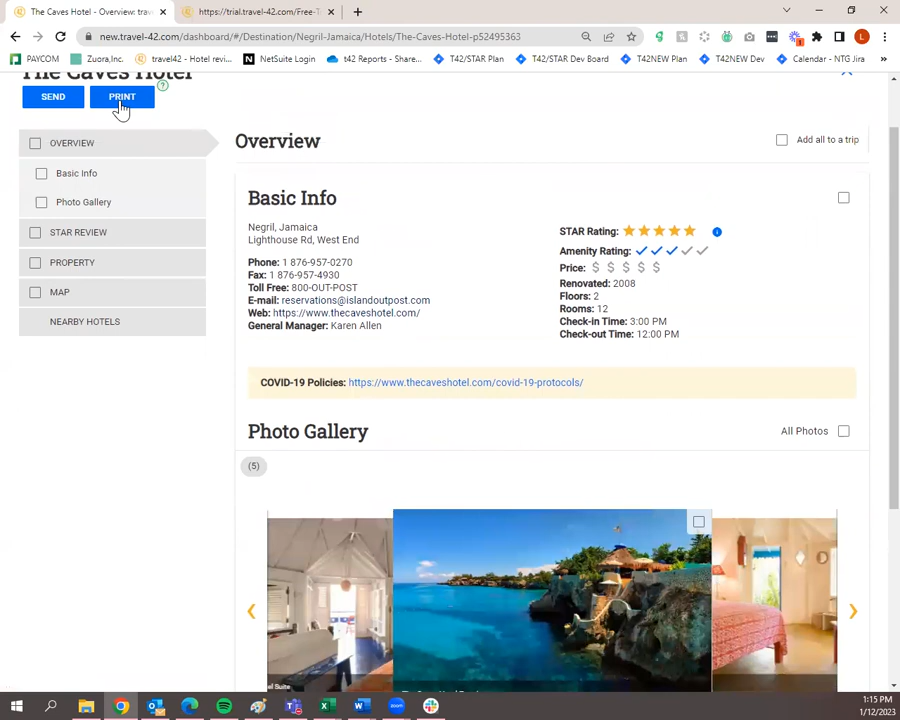 The Caves Hotel - Overview: trav
https://trial.travel-42.com/Free-T
new.travel-42.com/dashboard/#/Destination/Negril-Jamaica/Hotels/The-Caves-Hotel-p52495363
PAYCOM
Zuora,Inc.
travel42 - Hotel revi...
NetSuite Login
t42 Reports - Share...
T42/STAR Plan
T42/STAR Dev Board
T42NEW Plan
T42NEW Dev
Calendar - NTG Jira
The Caves Hotel
SEND
PRINT
OVERVIEW
Basic Info
Photo Gallery
STAR REVIEW
PROPERTY
MAP
NEARBY HOTELS
Overview
Add all to a trip
Basic Info
Negril, Jamaica
Lighthouse Rd, West End
Phone: 1 876-957-0270
Fax: 1 876-957-4930
Toll Free: 800-OUT-POST
E-mail: reservations@islandoutpost.com
Web: https://www.thecaveshotel.com/
General Manager: Karen Allen
STAR Rating:
Amenity Rating:
Price: $ $ $ $ $
Renovated: 2008
Floors: 2
Rooms: 12
Check-in Time: 3:00 PM
Check-out Time: 12:00 PM
COVID-19 Policies: https://www.thecaveshotel.com/covid-19-protocols/
Photo Gallery
All Photos
(5)
1:15 PM
1/12/2023